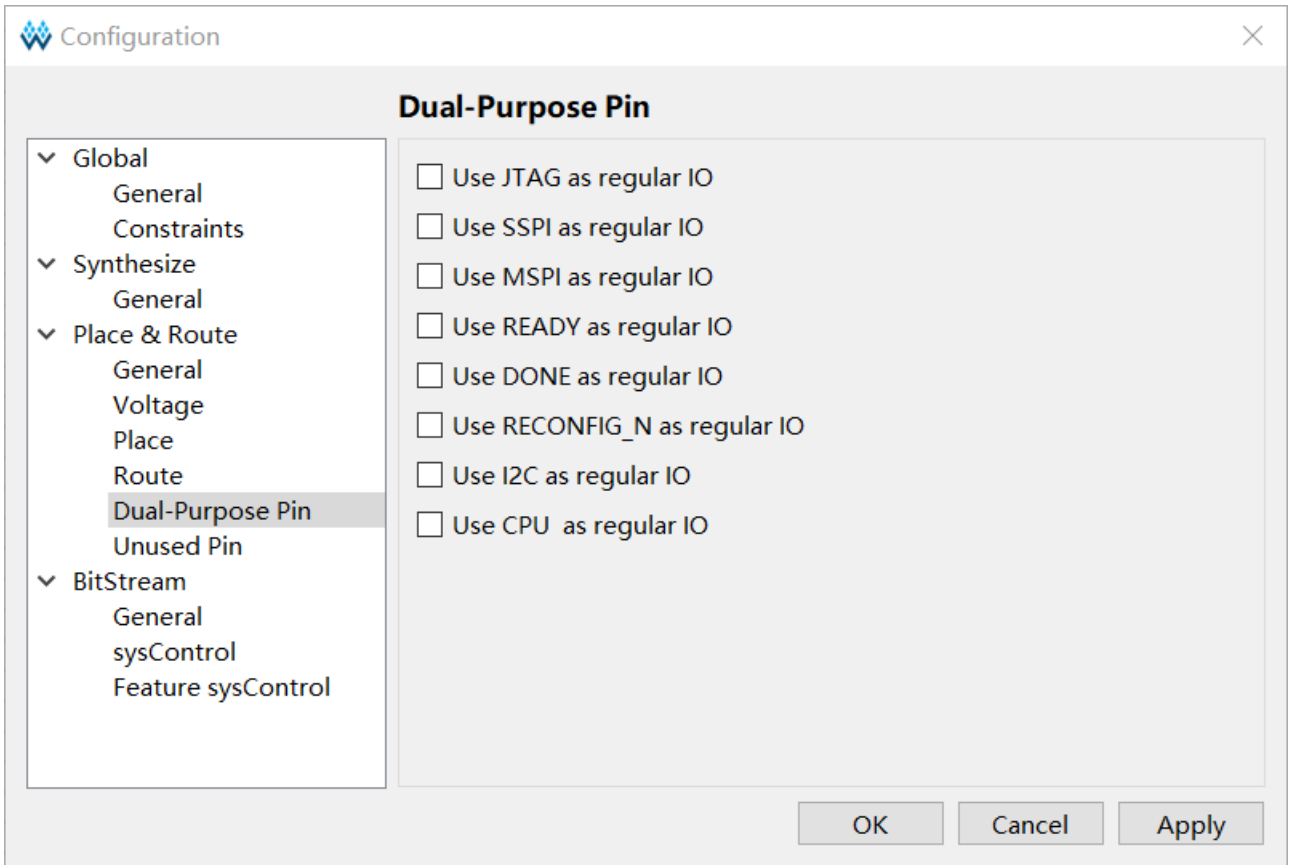 Configuration
Dual-Purpose Pin
Global
General
Constraints
Synthesize
General
Place & Route
General
Voltage
Place
Route
Dual-Purpose Pin
Unused Pin
BitStream
General
sysControl
Feature sysControl
Use JTAG as regular IO
Use SSPI as regular IO
Use MSPI as regular IO
Use READY as regular IO
Use DONE as regular IO
Use RECONFIG_N as regular IO
Use I2C as regular IO
Use CPU  as regular IO
OK
Cancel
Apply